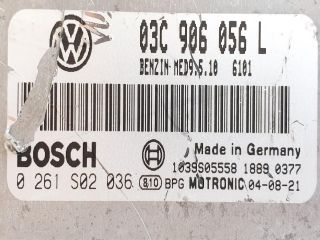 03C 906 056 L
BENZIN MED9.5.10 6101
BOSCH
Made in Germany
1039S05558 1889 0377
0 261 S02 036 810 BPG MOTRONIC 04-08-21